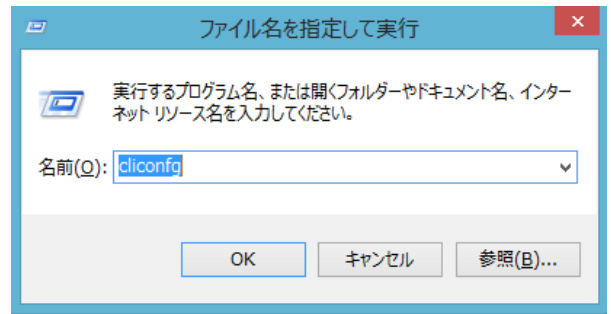 ファイル名を指定して実行
実行するプログラム名、または開くフォルダーやドキュメント名、インター
ネット リソース名を入力してください。
名前(O): cliconfg
OK キャンセル 参照(B)...